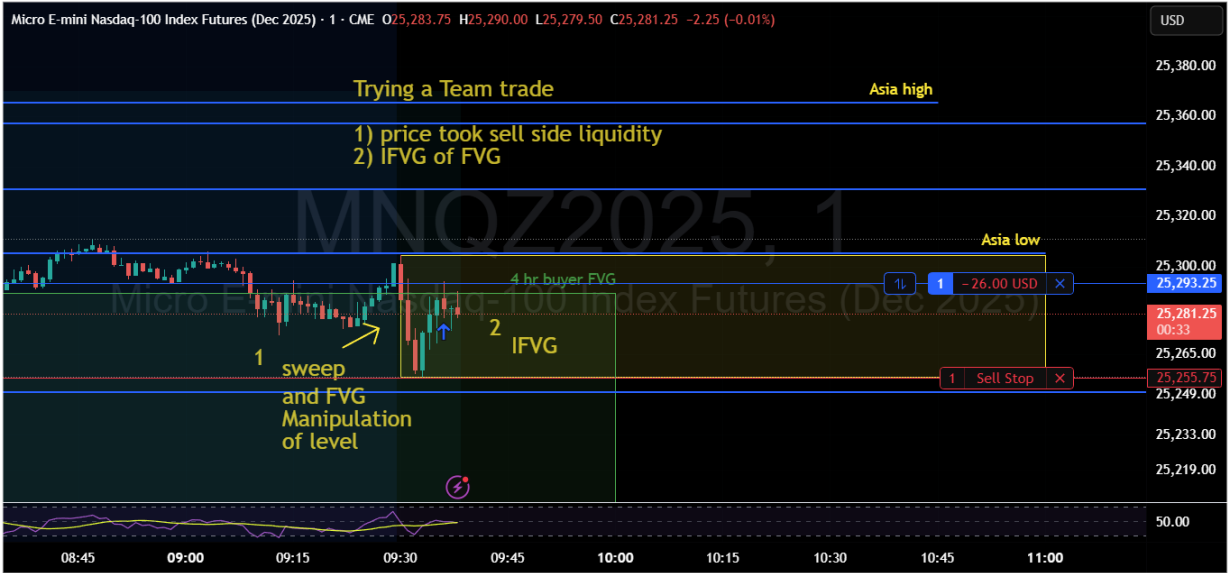 Micro E-mini Nasdaq-100 Index Futures (Dec 2025) · 1 · CME O25,283.75 H25,290.00 L25,279.50 C25,281.25 −2.25 (−0.01%)
USD
25,380.00
Trying a Team trade
Asia high
25,360.00
1) price took sell side liquidity
2) IFVG of FVG
25,340.00
MNQZ2025, 1
25,320.00
Asia low
25,300.00
4 hr buyer FVG
1 −26.00 USD
25,293.25
Micro E-mini Nasdaq-100 Index Futures (Dec 2025)
25,281.25
00:33
2
IFVG
1
sweep
and FVG
Manipulation
of level
25,265.00
1 Sell Stop
25,255.75
25,249.00
25,233.00
25,219.00
50.00
08:45 09:00 09:15 09:30 09:45 10:00 10:15 10:30 10:45 11:00